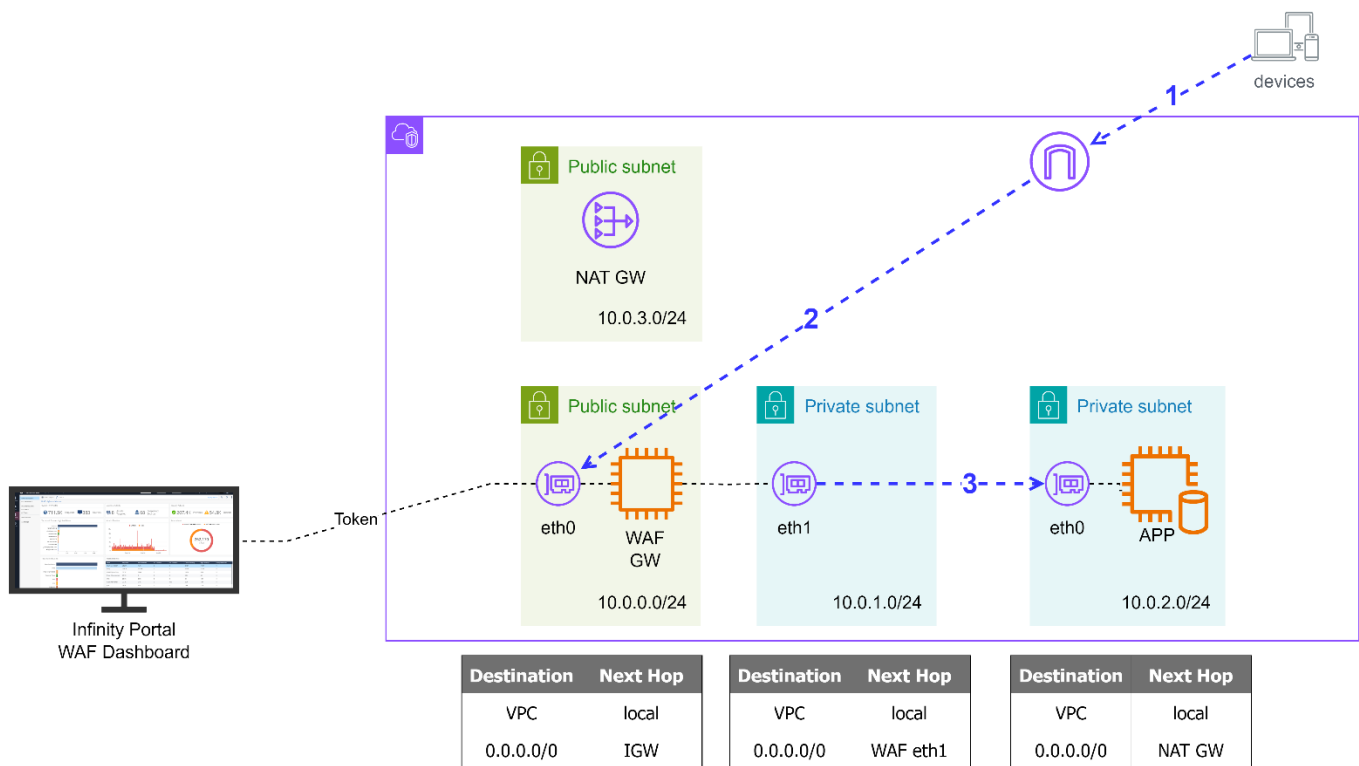 devices
1
Public subnet
NAT GW
10.0.3.0/24
2
Public subnet
eth0
WAF
GW
10.0.0.0/24
Private subnet
eth1
10.0.1.0/24
3
Private subnet
eth0
APP
10.0.2.0/24
Token
Infinity Portal
WAF Dashboard
Destination Next Hop
VPC local
0.0.0.0/0 IGW
Destination Next Hop
VPC local
0.0.0.0/0 WAF eth1
Destination Next Hop
VPC local
0.0.0.0/0 NAT GW